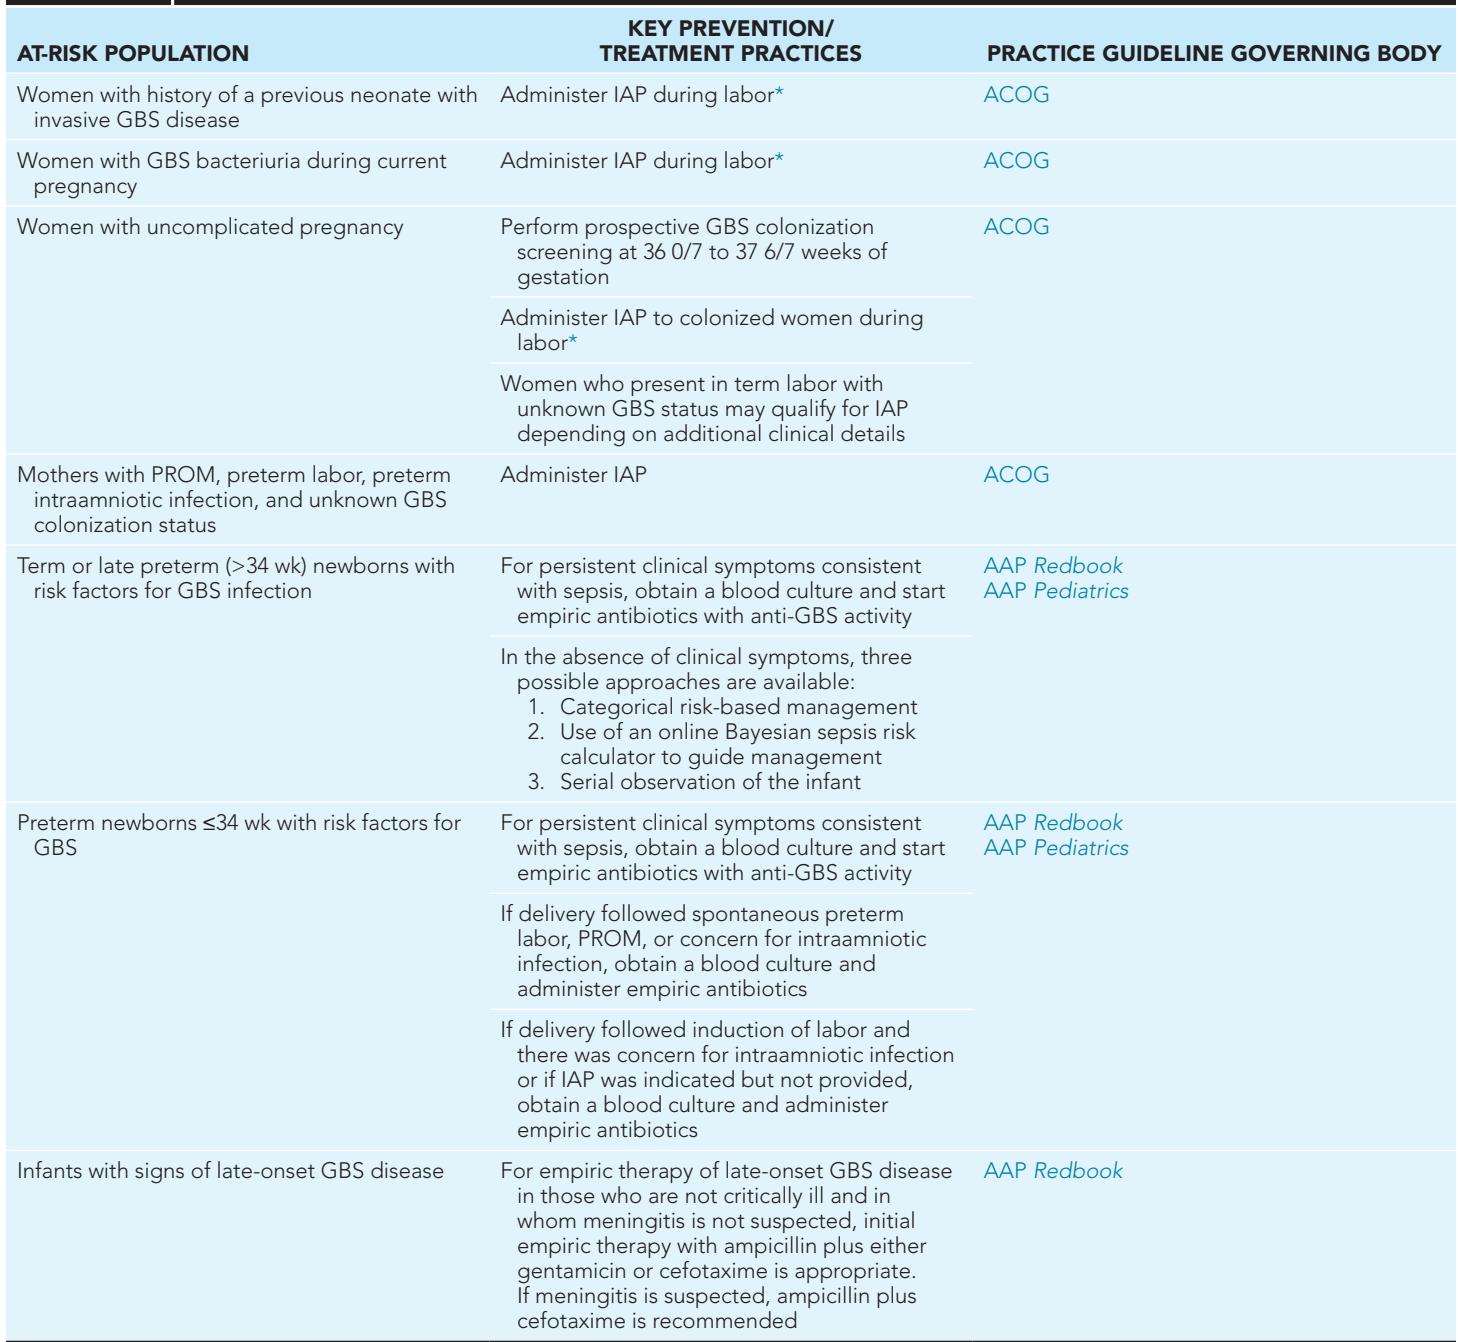 KEY PREVENTION/
AT-RISK POPULATION TREATMENT PRACTICES PRACTICE GUIDELINE GOVERNING BODY
Women with history of a previous neonate with Administer IAP during labor* ACOG
invasive GBS disease
Women with GBS bacteriuria during current Administer IAP during labor* ACOG
pregnancy
Women with uncomplicated pregnancy Perform prospective GBS colonization ACOG
screening at 36 0/7 to 37 6/7 weeks of
gestation
Administer IAP to colonized women during
labor*
Women who present in term labor with
unknown GBS status may qualify for IAP
depending on additional clinical details
Mothers with PROM, preterm labor, preterm Administer IAP ACOG
intraamniotic infection, and unknown GBS
colonization status
Term or late preterm (>34 wk) newborns with For persistent clinical symptoms consistent AAP Redbook
risk factors for GBS infection with sepsis, obtain a blood culture and start AAP Pediatrics
empiric antibiotics with anti-GBS activity
In the absence of clinical symptoms, three
possible approaches are available:
1. Categorical risk-based management
2. Use of an online Bayesian sepsis risk
calculator to guide management
3. Serial observation of the infant
Preterm newborns ≤34 wk with risk factors for For persistent clinical symptoms consistent AAP Redbook
GBS with sepsis, obtain a blood culture and start AAP Pediatrics
empiric antibiotics with anti-GBS activity
If delivery followed spontaneous preterm
labor, PROM, or concern for intraamniotic
infection, obtain a blood culture and
administer empiric antibiotics
If delivery followed induction of labor and
there was concern for intraamniotic infection
or if IAP was indicated but not provided,
obtain a blood culture and administer
empiric antibiotics
Infants with signs of late-onset GBS disease For empiric therapy of late-onset GBS disease AAP Redbook
in those who are not critically ill and in
whom meningitis is not suspected, initial
empiric therapy with ampicillin plus either
gentamicin or cefotaxime is appropriate.
If meningitis is suspected, ampicillin plus
cefotaxime is recommended